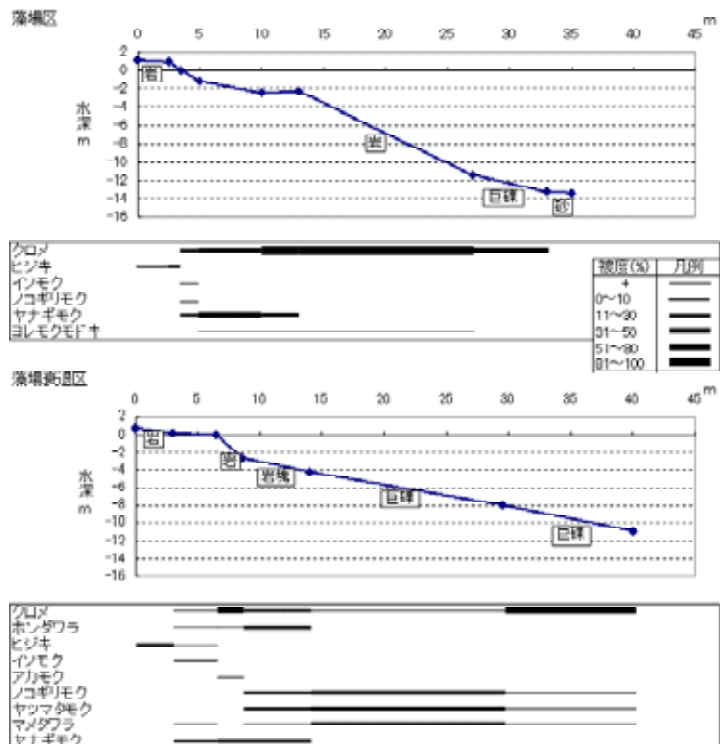 藻場区
m
0 5 10 15 20 25 30 35 40 45
2
0
-2
-4
-6
-8
-10
-12
-14
-16
水深 m
岩
岩
巨礫
砂
クロメ
ヒジキ
イソモク
ノコギリモク
ヤナギモク
ヨレモクモドキ
被度(%) 凡例
+
0~10
11~30
31~50
51~80
81~100
藻場衰退区
m
0 5 10 15 20 25 30 35 40 45
2
0
-2
-4
-6
-8
-10
-12
-14
-16
水深 m
岩
岩
岩塊
巨礫
巨礫
クロメ
ホンダワラ
ヒジキ
イソモク
アカモク
ノコギリモク
ヤツマタモク
マメダワラ
ヤナギモク